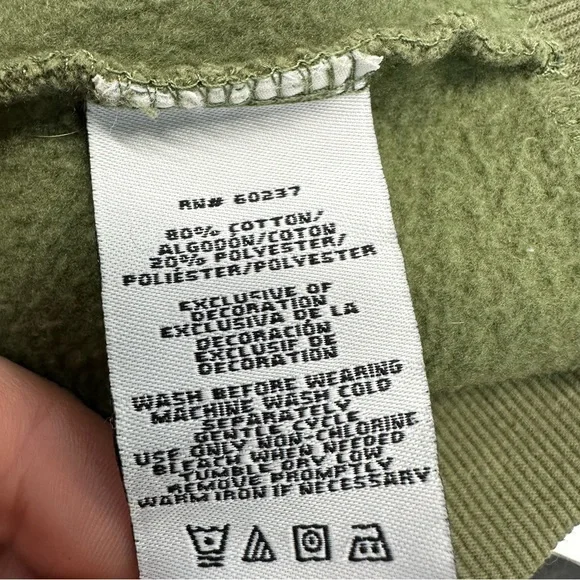 RN# 60237
80% COTTON/
ALGODON/COTON
20% POLYESTER/
POLIÉSTER/POLYESTER
EXCLUSIVE OF
DECORATION
EXCLUSIVA DE LA
DECORACIÓN
EXCLUSIF DE
DECORATION
WASH BEFORE WEARING
MACHINE WASH COLD
SEPARATELY
GENTLE CYCLE
USE ONLY NON-CHLORINE
BLEACH WHEN NEEDED
TUMBLE DRY LOW
REMOVE PROMPTLY
WARM IRON IF NECESSARY